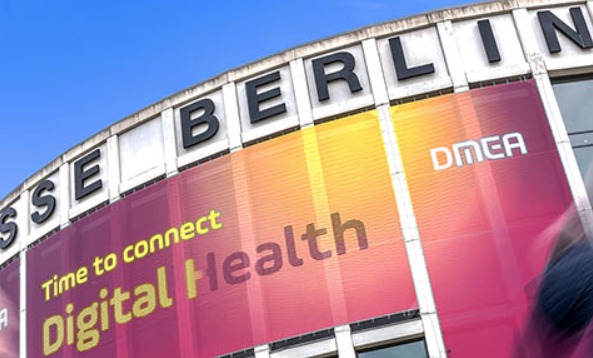 SSE BERLIN
DMEA
Time to connect
Digital Health
A